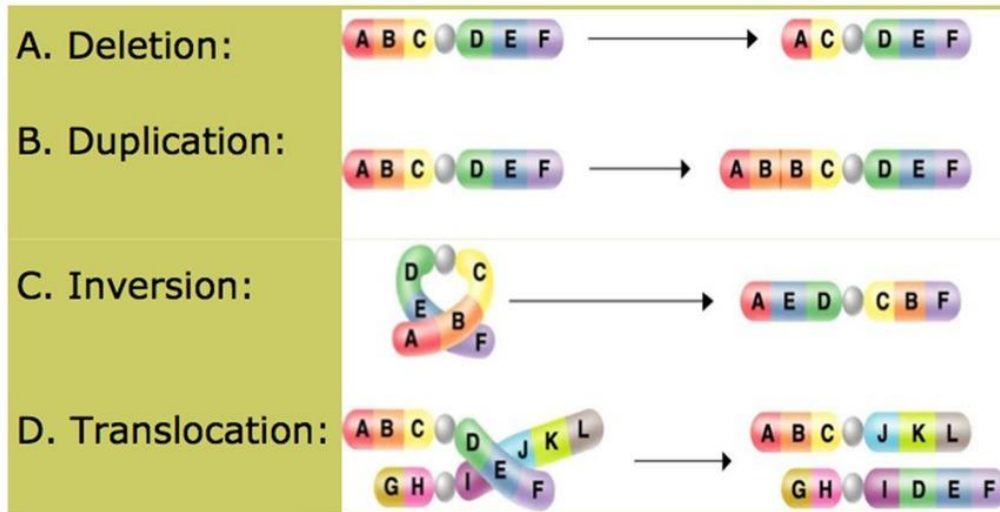 A. Deletion: A B C D E F A C D E F
B. Duplication: A B C D E F A B B C D E F
C. Inversion: D C E B A F A E D C B F
D. Translocation: A B C D E F G H I J K L A B C J K L
G H I D E F